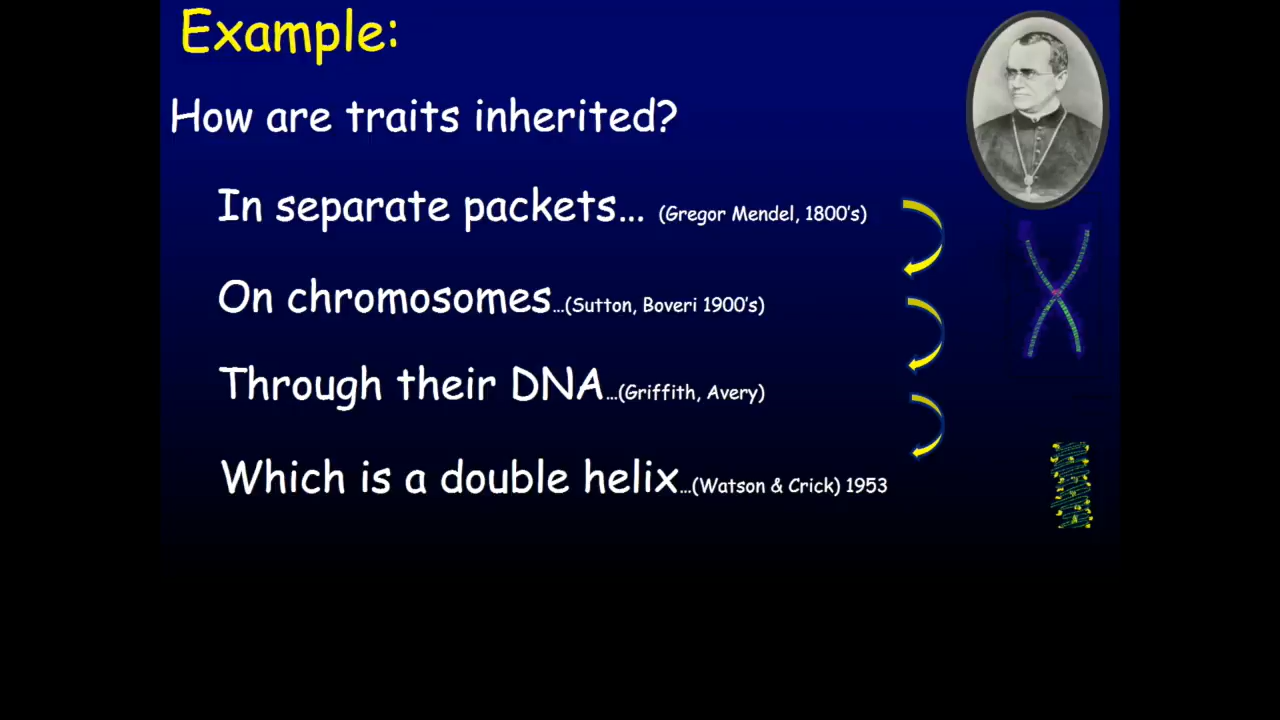 Example:
How are traits inherited?
In separate packets... (Gregor Mendel, 1800's)
On chromosomes...(Sutton, Boveri 1900's)
Through their DNA...(Griffith, Avery)
Which is a double helix...(Watson & Crick) 1953